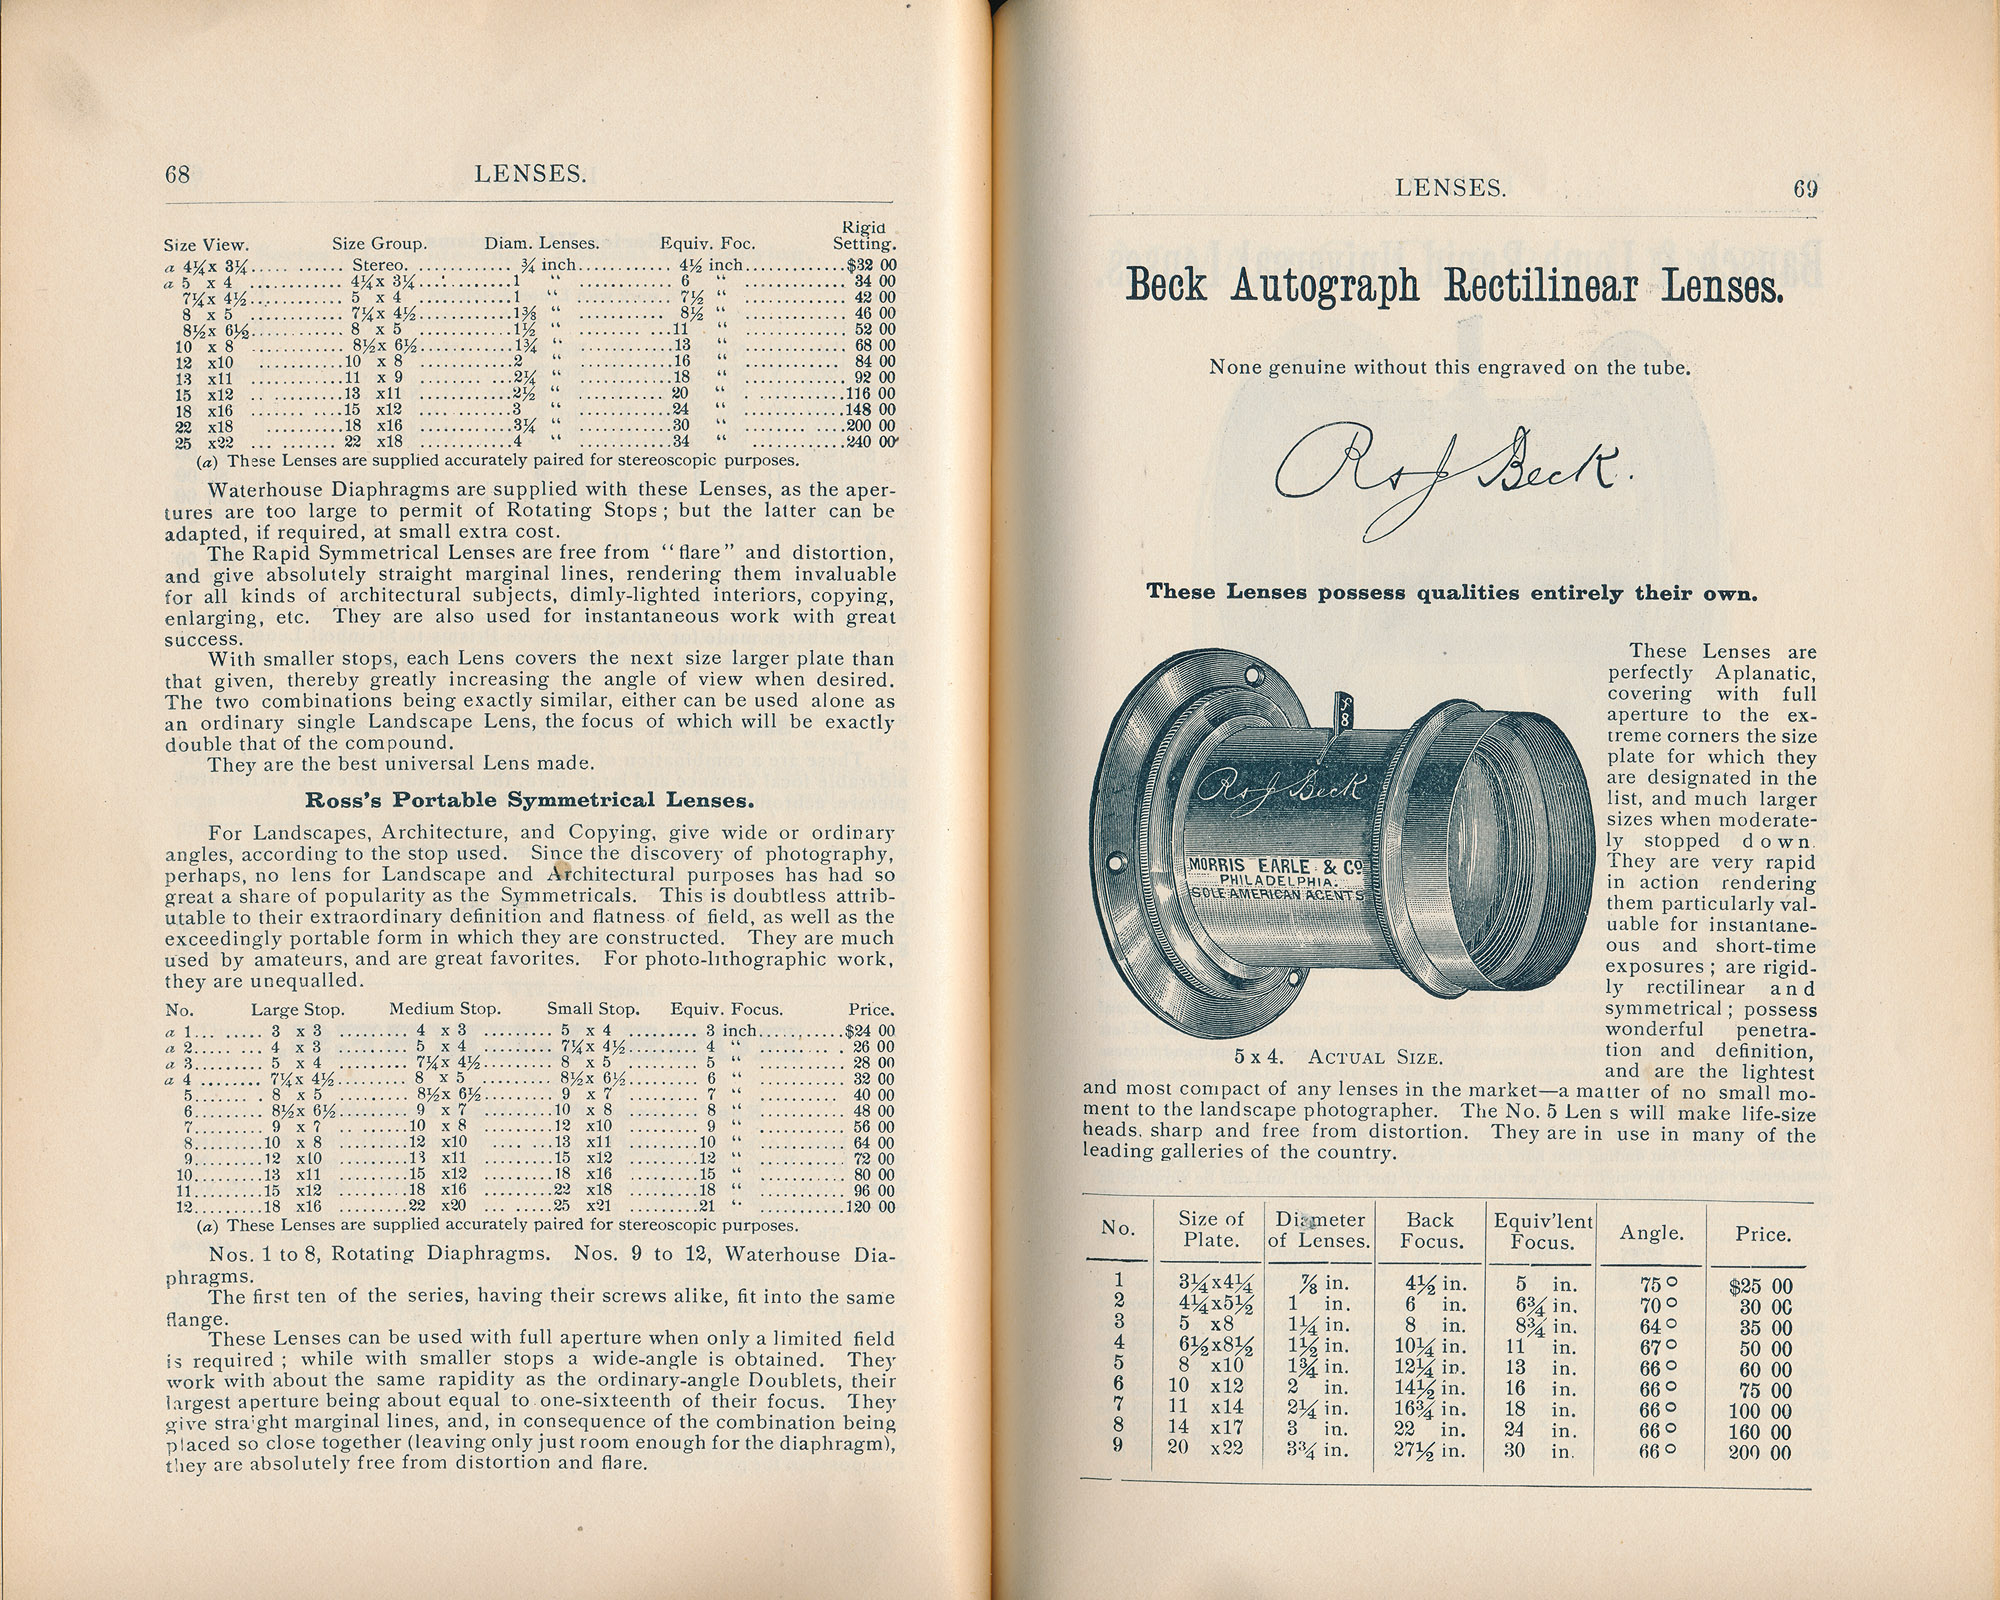 68
LENSES.
Size View. Size Group. Diam. Lenses. Equiv. Foc. Rigid Setting.
a 4¼x 3¼..... ...... Stereo............. ¾ inch........... 4½ inch............$32 00
a 5 x 4 ............ 4¼x 3¼............1 “ ........... 6 “ ............ 34 00
7¼x 4½............ 5 x 4 ............1 “ ........... 7½ “ ............ 42 00
8 x 5 ............ 7¼x 4½............1⅜ “ ........... 8½ “ ............ 46 00
8½x 6½............ 8 x 5 ............1½ “ ...........11 “ ............ 52 00
10 x 8 ............ 8½x 6½............1¾ “ ...........13 “ ............ 68 00
12 x10 ............10 x 8 ............2 “ ...........16 “ ............ 84 00
13 x11 ............11 x 9 ............2¼ “ ...........18 “ ............ 92 00
15 x12 ............13 x11 ............2½ “ ........... 20 “ ............116 00
18 x16 ............15 x12 ............3 “ ...........24 “ ............148 00
22 x18 ............18 x16 ............3¼ “ ...........30 “ ............200 00
25 x22 ............22 x18 ............4 “ ...........34 “ ............240 00
(a) These Lenses are supplied accurately paired for stereoscopic purposes.
Waterhouse Diaphragms are supplied with these Lenses, as the aper-
tures are too large to permit of Rotating Stops; but the latter can be
adapted, if required, at small extra cost.
The Rapid Symmetrical Lenses are free from “flare” and distortion,
and give absolutely straight marginal lines, rendering them invaluable
for all kinds of architectural subjects, dimly-lighted interiors, copying,
enlarging, etc. They are also used for instantaneous work with great
success.
With smaller stops, each Lens covers the next size larger plate than
that given, thereby greatly increasing the angle of view when desired.
The two combinations being exactly similar, either can be used alone as
an ordinary single Landscape Lens, the focus of which will be exactly
double that of the compound.
They are the best universal Lens made.
Ross's Portable Symmetrical Lenses.
For Landscapes, Architecture, and Copying, give wide or ordinary
angles, according to the stop used. Since the discovery of photography,
perhaps, no lens for Landscape and Architectural purposes has had so
great a share of popularity as the Symmetricals. This is doubtless attrib-
utable to their extraordinary definition and flatness of field, as well as the
exceedingly portable form in which they are constructed. They are much
used by amateurs, and are great favorites. For photo-lithographic work,
they are unequalled.
No. Large Stop. Medium Stop. Small Stop. Equiv. Focus. Price.
a 1.......... 3 x 3 ......... 4 x 3 ......... 5 x 4 .......... 3 inch...........$24 00
a 2.......... 4 x 3 ......... 5 x 4 ......... 7¼x 4½.......... 4 “ ........... 26 00
a 3.......... 5 x 4 ......... 7¼x 4½......... 8 x 5 .......... 5 “ ........... 28 00
a 4 ......... 7¼x 4½......... 8 x 5 ......... 8½x 6½.......... 6 “ ........... 32 00
5.......... 8 x 5 ......... 8½x 6½......... 9 x 7 .......... 7 “ ........... 40 00
6.......... 8½x 6½......... 9 x 7 .........10 x 8 .......... 8 “ ........... 48 00
7.......... 9 x 7 .........10 x 8 .........12 x10 .......... 9 “ ........... 56 00
8..........10 x 8 .........12 x10 .........13 x11 ..........10 “ ........... 64 00
9..........12 x10 .........13 x11 .........15 x12 ..........12 “ ........... 72 00
10..........13 x11 .........15 x12 .........18 x16 ..........15 “ ........... 80 00
11..........15 x12 .........18 x16 .........22 x18 ..........18 “ ........... 96 00
12..........18 x16 .........22 x20 .........25 x21 ..........21 “ ...........120 00
(a) These Lenses are supplied accurately paired for stereoscopic purposes.
Nos. 1 to 8, Rotating Diaphragms. Nos. 9 to 12, Waterhouse Dia-
phragms.
The first ten of the series, having their screws alike, fit into the same
flange.
These Lenses can be used with full aperture when only a limited field
is required; while with smaller stops a wide-angle is obtained. They
work with about the same rapidity as the ordinary-angle Doublets, their
largest aperture being about equal to one-sixteenth of their focus. They
give straight marginal lines, and, in consequence of the combination being
placed so close together (leaving only just room enough for the diaphragm),
they are absolutely free from distortion and flare.
LENSES.
69
Beck Autograph Rectilinear Lenses.
None genuine without this engraved on the tube.
R & J Beck.
These Lenses possess qualities entirely their own.
f 8
R & J Beck
MORRIS EARLE & Co
PHILADELPHIA.
SOLE AMERICAN AGENTS
5 x 4. ACTUAL SIZE.
These Lenses are
perfectly Aplanatic,
covering with full
aperture to the ex-
treme corners the size
plate for which they
are designated in the
list, and much larger
sizes when moderate-
ly stopped down.
They are very rapid
in action rendering
them particularly val-
uable for instantane-
ous and short-time
exposures; are rigid-
ly rectilinear and
symmetrical; possess
wonderful penetra-
tion and definition,
and are the lightest
and most compact of any lenses in the market—a matter of no small mo-
ment to the landscape photographer. The No. 5 Len s will make life-size
heads, sharp and free from distortion. They are in use in many of the
leading galleries of the country.
No. Size of Plate. Diameter of Lenses. Back Focus. Equiv'lent Focus. Angle. Price.
1 3¼x4¼ ⅞ in. 4½ in. 5 in. 75° $25 00
2 4¼x5½ 1 in. 6 in. 6¾ in. 70° 30 00
3 5 x8 1¼ in. 8 in. 8¾ in. 64° 35 00
4 6½x8½ 1½ in. 10¼ in. 11 in. 67° 50 00
5 8 x10 1¾ in. 12¼ in. 13 in. 66° 60 00
6 10 x12 2 in. 14½ in. 16 in. 66° 75 00
7 11 x14 2¼ in. 16¾ in. 18 in. 66° 100 00
8 14 x17 3 in. 22 in. 24 in. 66° 160 00
9 20 x22 3¾ in. 27½ in. 30 in. 66° 200 00